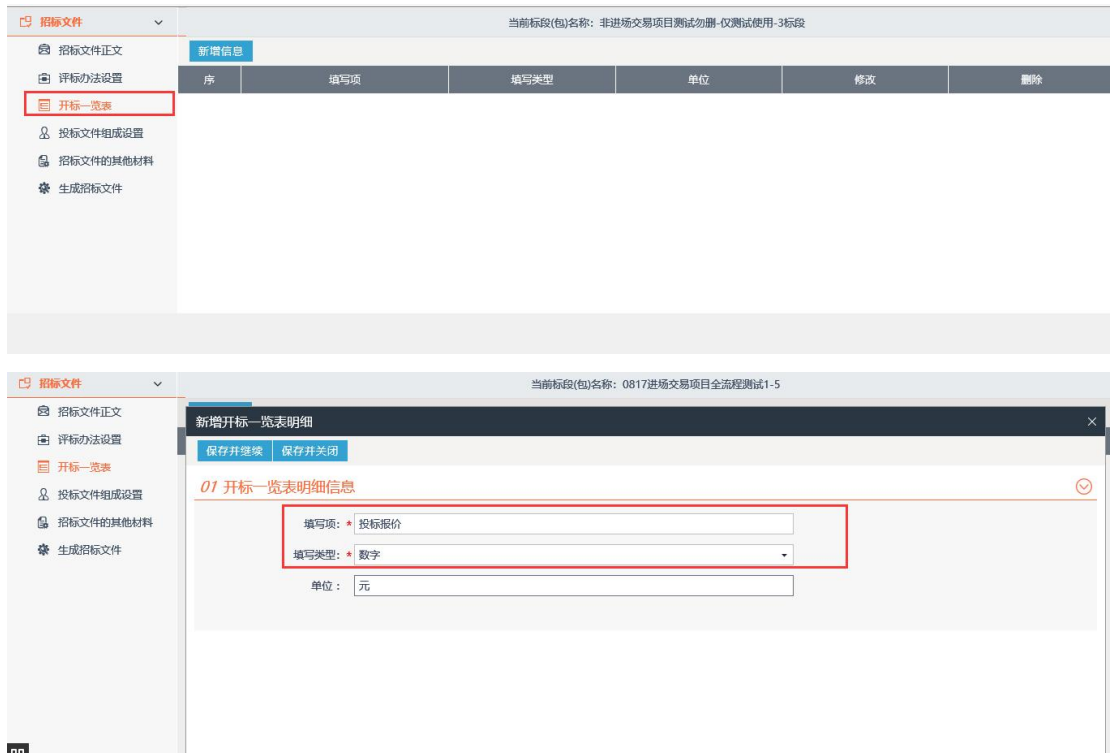 招标文件
当前标段(包)名称：非进场交易项目测试勿删-仅测试使用-3标段
招标文件正文
新增信息
评标办法设置
序 填写项 填写类型 单位 修改 删除
开标一览表
投标文件组成设置
招标文件的其他材料
生成招标文件
招标文件
当前标段(包)名称：0817进场交易项目全流程测试1-5
招标文件正文
新增开标一览表明细
评标办法设置
保存并继续 保存并关闭
开标一览表
01 开标一览表明细信息
投标文件组成设置
招标文件的其他材料
填写项：* 投标报价
生成招标文件
填写类型：* 数字
单位： 元